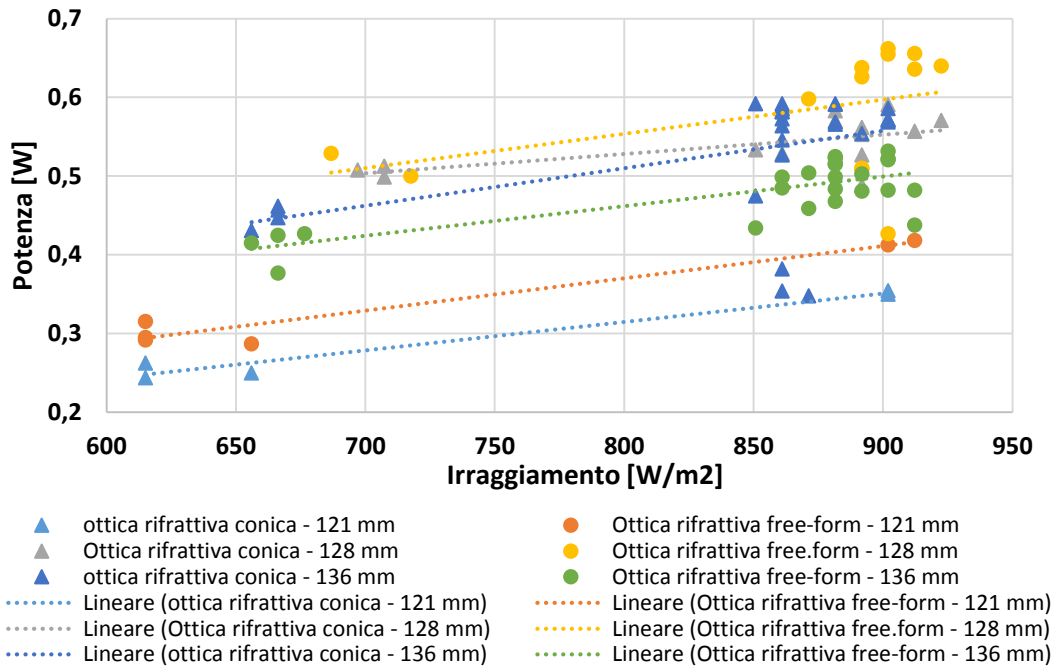 0,7
0,6
0,5
0,4
0,3
0,2
Potenza [W]
600 650 700 750 800 850 900 950
Irraggiamento [W/m2]
ottica rifrattiva conica - 121 mm
Ottica rifrattiva free-form - 121 mm
Ottica rifrattiva conica - 128 mm
Ottica rifrattiva free.form - 128 mm
ottica rifrattiva conica - 136 mm
Ottica rifrattiva free-form - 136 mm
Lineare (ottica rifrattiva conica - 121 mm)
Lineare (Ottica rifrattiva free-form - 121 mm)
Lineare (Ottica rifrattiva conica - 128 mm)
Lineare (Ottica rifrattiva free.form - 128 mm)
Lineare (ottica rifrattiva conica - 136 mm)
Lineare (Ottica rifrattiva free-form - 136 mm)